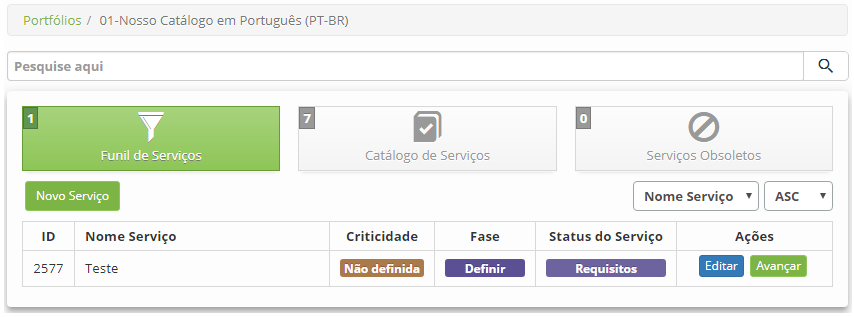 Portfólios / 01-Nosso Catálogo em Português (PT-BR)
Pesquise aqui
1 7 0
Funil de Serviços Catálogo de Serviços Serviços Obsoletos
Novo Serviço Nome Serviço ASC
ID Nome Serviço Criticidade Fase Status do Serviço Ações
2577 Teste Não definida Definir Requisitos Editar Avançar